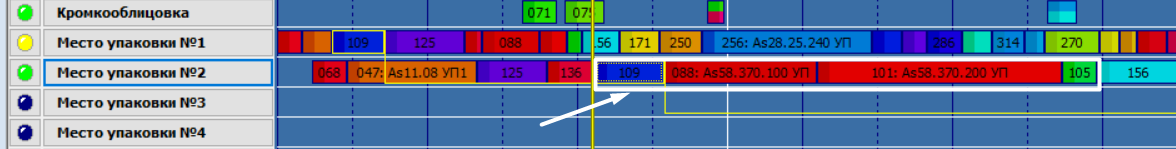 Кромкооблицовка 071 075
Место упаковки №1 109 125 088 156 171 250 256: As28.25.240 УП 286 314 270
Место упаковки №2 068 047: As11.08 УП1 125 136 109 088: As58.370.100 УП 101: As58.370.200 УП 105 156
Место упаковки №3
Место упаковки №4